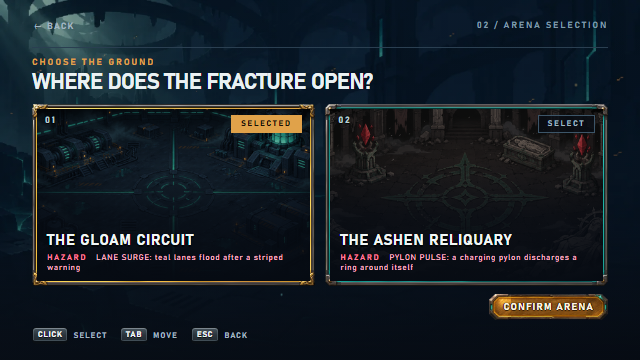 ← BACK
02 / ARENA SELECTION
CHOOSE THE GROUND
WHERE DOES THE FRACTURE OPEN?
01
SELECTED
THE GLOAM CIRCUIT
HAZARD LANE SURGE: teal lanes flood after a striped
warning
02
SELECT
THE ASHEN RELIQUARY
HAZARD PYLON PULSE: a charging pylon discharges a
ring around itself
CONFIRM ARENA
CLICK SELECT TAB MOVE ESC BACK